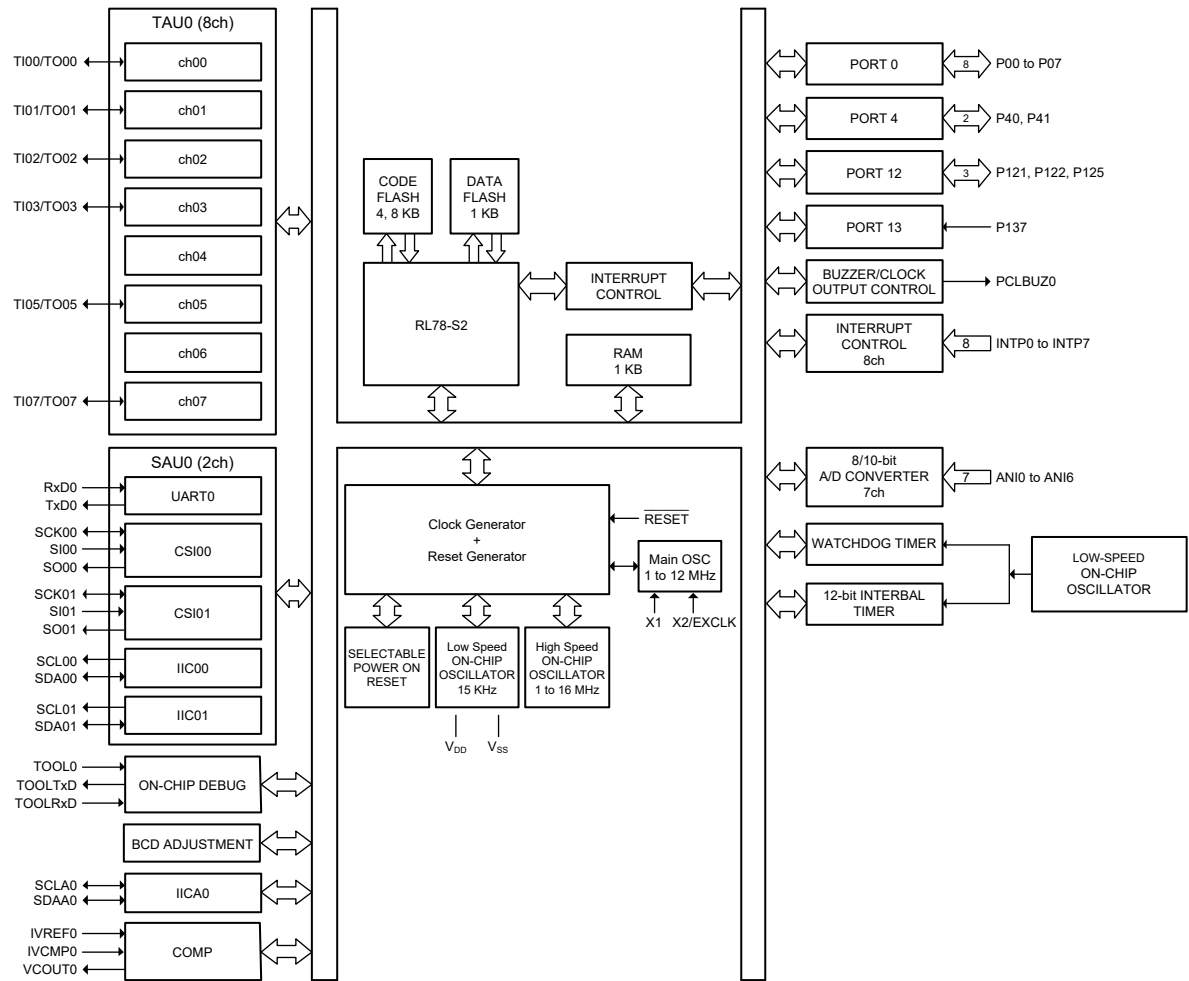 TAU0 (8ch)
TI00/TO00
ch00
TI01/TO01
ch01
TI02/TO02
ch02
TI03/TO03
ch03
ch04
TI05/TO05
ch05
ch06
TI07/TO07
ch07
SAU0 (2ch)
RxD0
TxD0
UART0
SCK00
SI00
SO00
CSI00
SCK01
SI01
SO01
CSI01
SCL00
SDA00
IIC00
SCL01
SDA01
IIC01
TOOL0
TOOLTxD
TOOLRxD
ON-CHIP DEBUG
BCD ADJUSTMENT
SCLA0
SDAA0
IICA0
IVREF0
IVCMP0
VCOUT0
COMP
CODE
FLASH
4, 8 KB
DATA
FLASH
1 KB
RL78-S2
INTERRUPT
CONTROL
RAM
1 KB
Clock Generator
+
Reset Generator
RESET
Main OSC
1 to 12 MHz
X1 X2/EXCLK
SELECTABLE
POWER ON
RESET
Low Speed
ON-CHIP
OSCILLATOR
15 KHz
High Speed
ON-CHIP
OSCILLATOR
1 to 16 MHz
VDD VSS
PORT 0
8
P00 to P07
PORT 4
2
P40, P41
PORT 12
3
P121, P122, P125
PORT 13
P137
BUZZER/CLOCK
OUTPUT CONTROL
PCLBUZ0
INTERRUPT
CONTROL
8ch
8
INTP0 to INTP7
8/10-bit
A/D CONVERTER
7ch
7
ANI0 to ANI6
WATCHDOG TIMER
12-bit INTERBAL
TIMER
LOW-SPEED
ON-CHIP
OSCILLATOR